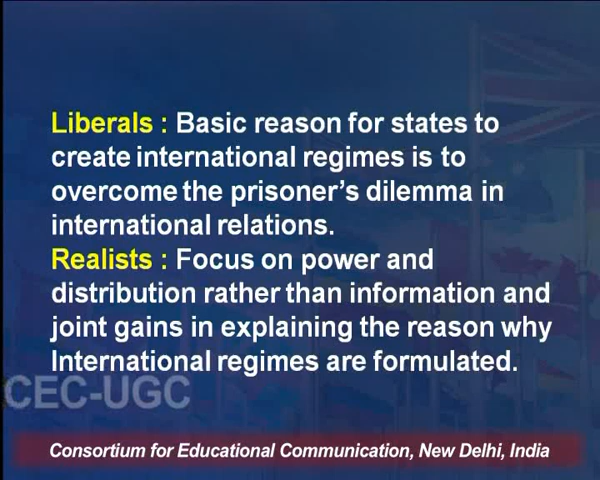 Liberals : Basic reason for states to
create international regimes is to
overcome the prisoner's dilemma in
international relations.
Realists : Focus on power and
distribution rather than information and
joint gains in explaining the reason why
International regimes are formulated.
CEC-UGC
Consortium for Educational Communication, New Delhi, India